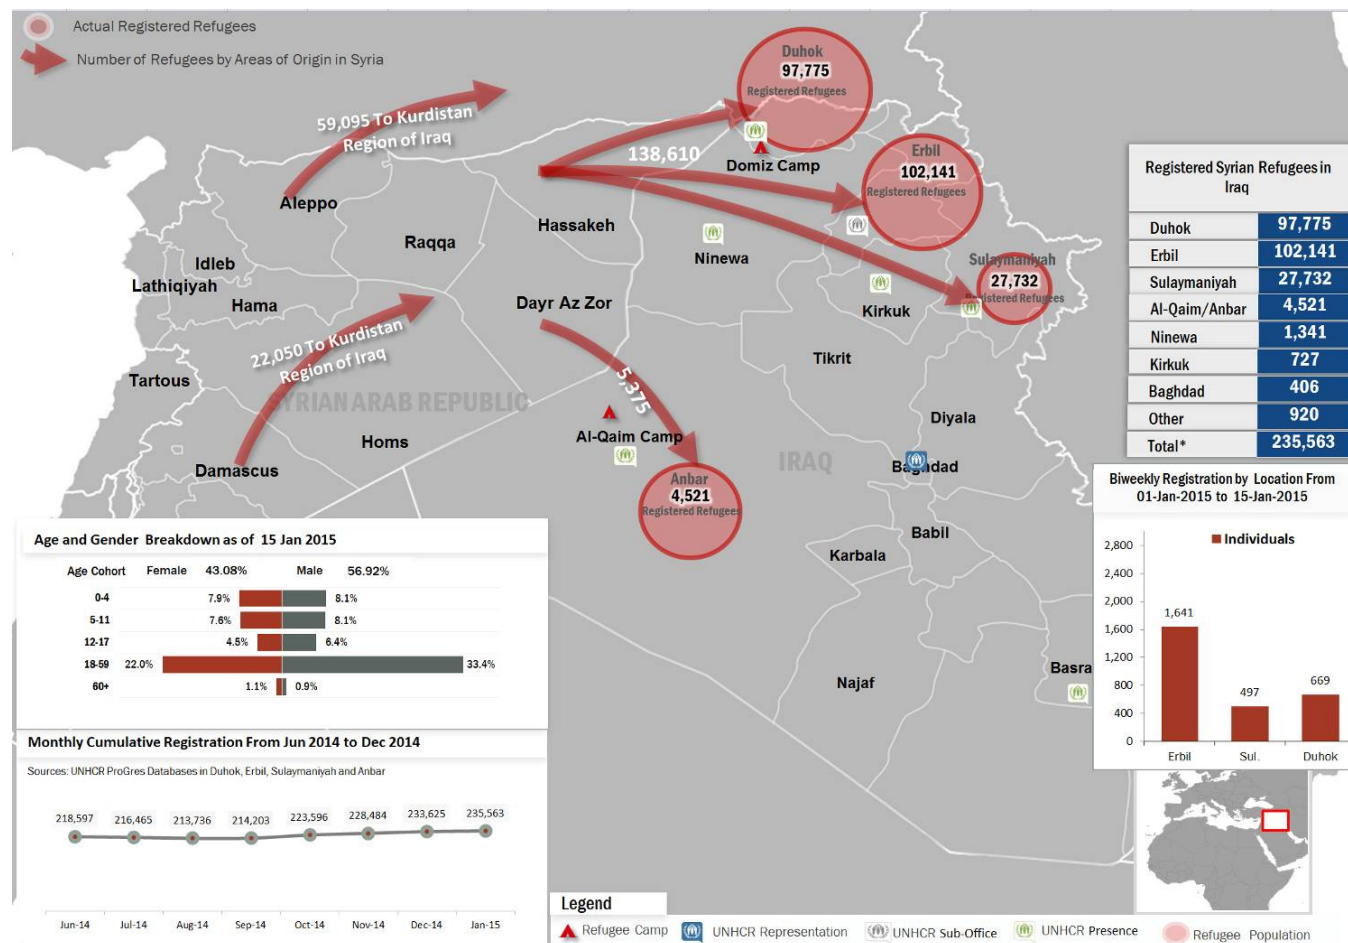 Actual Registered Refugees
Number of Refugees by Areas of Origin in Syria
59,095 To Kurdistan
Region of Iraq
138,610
Duhok
97,775
Registered Refugees
Domiz Camp
Erbil
102,141
Registered Refugees
Sulaymaniyah
27,732
Registered Refugees
Aleppo
Raqqa
Hassakeh
Ninewa
Idleb
Lathiqiyah
Hama
Dayr Az Zor
Kirkuk
22,050 To Kurdistan
Region of Iraq
Tikrit
Tartous
5,375
SYRIAN ARAB REPUBLIC
Diyala
Homs
Al-Qaim Camp
IRAQ
Damascus
Baghdad
Anbar
4,521
Registered Refugees
Babil
Karbala
Najaf
Basra
Registered Syrian Refugees in
Iraq
Duhok 97,775
Erbil 102,141
Sulaymaniyah 27,732
Al-Qaim/Anbar 4,521
Ninewa 1,341
Kirkuk 727
Baghdad 406
Other 920
Total* 235,563
Biweekly Registration by Location From
01-Jan-2015 to 15-Jan-2015
Individuals
2,800
2,400
2,000
1,600
1,200
800
400
0
1,641
497
669
Erbil Sul. Duhok
Age and Gender Breakdown as of 15 Jan 2015
Age Cohort Female 43.08% Male 56.92%
0-4 7.9% 8.1%
5-11 7.6% 8.1%
12-17 4.5% 6.4%
18-59 22.0% 33.4%
60+ 1.1% 0.9%
Monthly Cumulative Registration From Jun 2014 to Dec 2014
Sources: UNHCR ProGres Databases in Duhok, Erbil, Sulaymaniyah and Anbar
218,597 216,465 213,736 214,203 223,596 228,484 233,625 235,563
Jun-14 Jul-14 Aug-14 Sep-14 Oct-14 Nov-14 Dec-14 Jan-15
Legend
Refugee Camp UNHCR Representation UNHCR Sub-Office UNHCR Presence Refugee Population